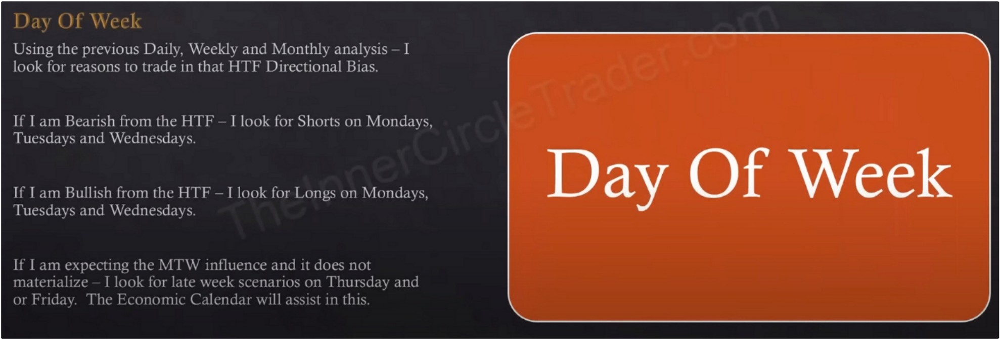 Day Of Week
Using the previous Daily, Weekly and Monthly analysis – I
look for reasons to trade in that HTF Directional Bias.
If I am Bearish from the HTF – I look for Shorts on Mondays,
Tuesdays and Wednesdays.
If I am Bullish from the HTF – I look for Longs on Mondays,
Tuesdays and Wednesdays.
If I am expecting the MTW influence and it does not
materialize – I look for late week scenarios on Thursday and
or Friday.  The Economic Calendar will assist in this.
Day Of Week
TheInnerCircleTrader.com